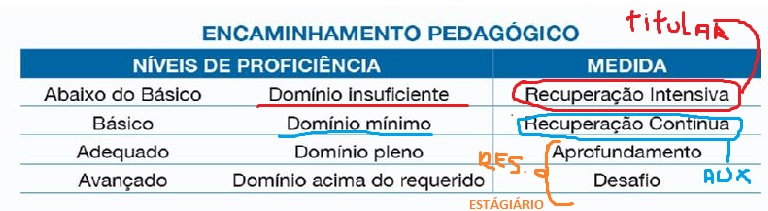 ENCAMINHAMENTO PEDAGÓGICO
titulAR
NÍVEIS DE PROFICIÊNCIA MEDIDA
Abaixo do Básico Domínio insuficiente Recuperação Intensiva
Básico Domínio mínimo Recuperação Contínua
Adequado Domínio pleno RES. Aprofundamento
AUX
Avançado Domínio acima do requerido Desafio
ESTÁGIÁRIO